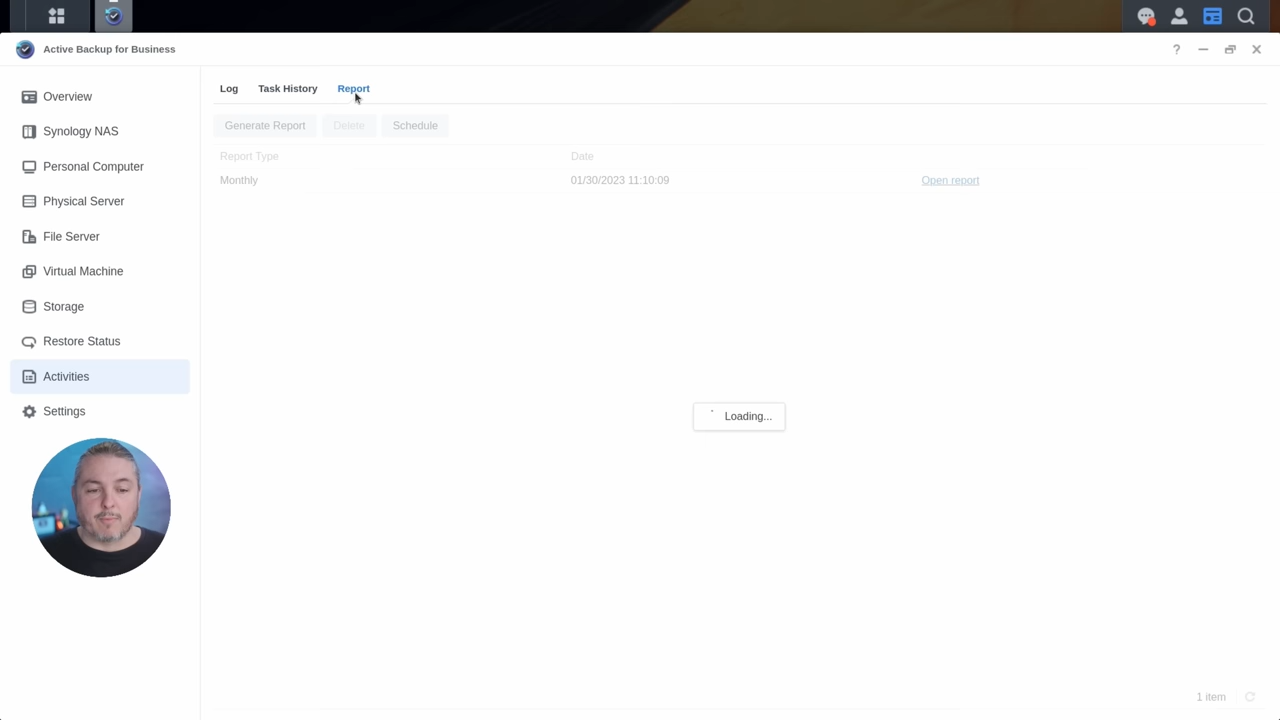 Active Backup for Business
?
Overview
Synology NAS
Personal Computer
Physical Server
File Server
Virtual Machine
Storage
Restore Status
Activities
Settings
Log Task History Report
Generate Report Delete Schedule
Report Type Date
Monthly 01/30/2023 11:10:09 Open report
Loading...
1 item